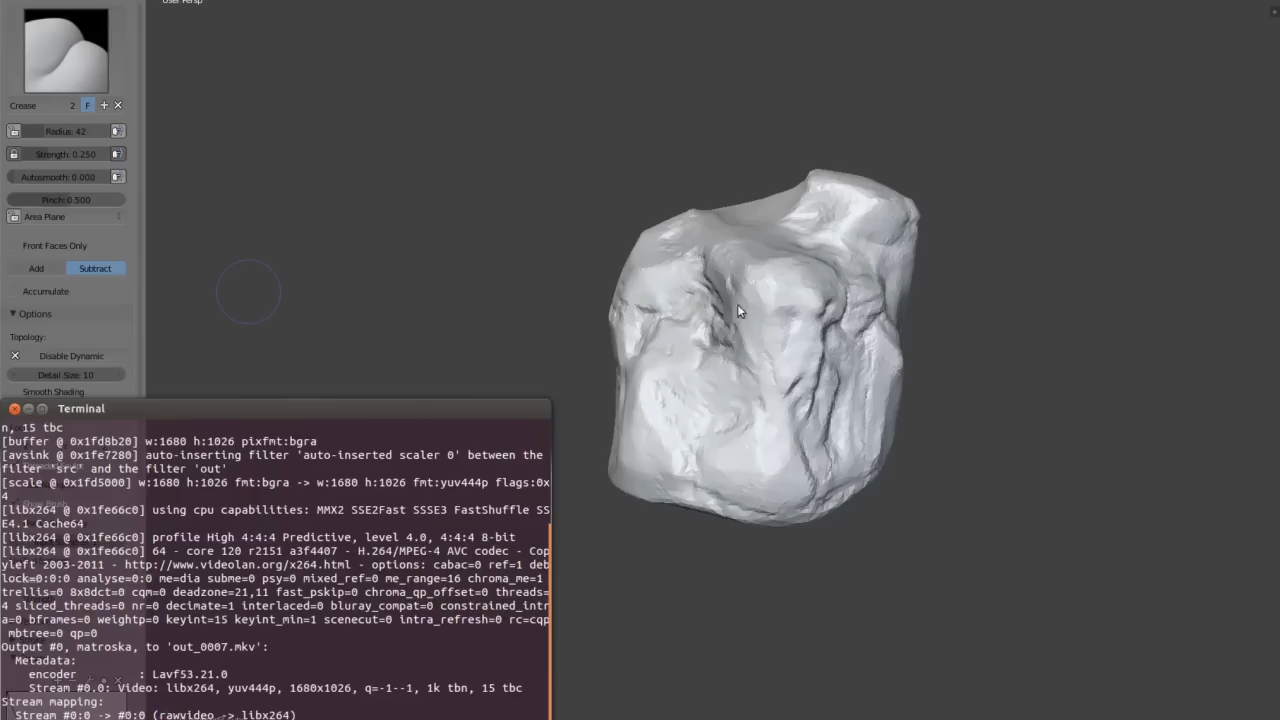 User Persp
Crease 2 F
Radius: 42
Strength: 0.250
Autosmooth: 0.000
Pinch: 0.500
Area Plane
Front Faces Only
Add Subtract
Accumulate
Options
Topology:
Disable Dynamic
Detail Size: 10
Smooth Shading
Terminal
n, 15 tbc
[buffer @ 0x1fd8b20] w:1680 h:1026 pixfmt:bgra
[avsink @ 0x1fe7280] auto-inserting filter 'auto-inserted scaler 0' between the
filter 'src' and the filter 'out'
[scale @ 0x1fd5000] w:1680 h:1026 fmt:bgra -> w:1680 h:1026 fmt:yuv444p flags:0x
4
[libx264 @ 0x1fe66c0] using cpu capabilities: MMX2 SSE2Fast SSSE3 FastShuffle SS
E4.1 Cache64
[libx264 @ 0x1fe66c0] profile High 4:4:4 Predictive, level 4.0, 4:4:4 8-bit
[libx264 @ 0x1fe66c0] 64 - core 120 r2151 a3f4407 - H.264/MPEG-4 AVC codec - Cop
yleft 2003-2011 - http://www.videolan.org/x264.html - options: cabac=0 ref=1 deb
lock=0:0:0 analyse=0:0 me=dia subme=0 psy=0 mixed_ref=0 me_range=16 chroma_me=1
trellis=0 8x8dct=0 cqm=0 deadzone=21,11 fast_pskip=0 chroma_qp_offset=0 threads=
4 sliced_threads=0 nr=0 decimate=1 interlaced=0 bluray_compat=0 constrained_intr
a=0 bframes=0 weightp=0 keyint=15 keyint_min=1 scenecut=0 intra_refresh=0 rc=cqp
mbtree=0 qp=0
Output #0, matroska, to 'out_0007.mkv':
Metadata:
encoder : Lavf53.21.0
Stream #0.0: Video: libx264, yuv444p, 1680x1026, q=-1--1, 1k tbn, 15 tbc
Stream mapping:
Stream #0:0 -> #0:0 (rawvideo -> libx264)